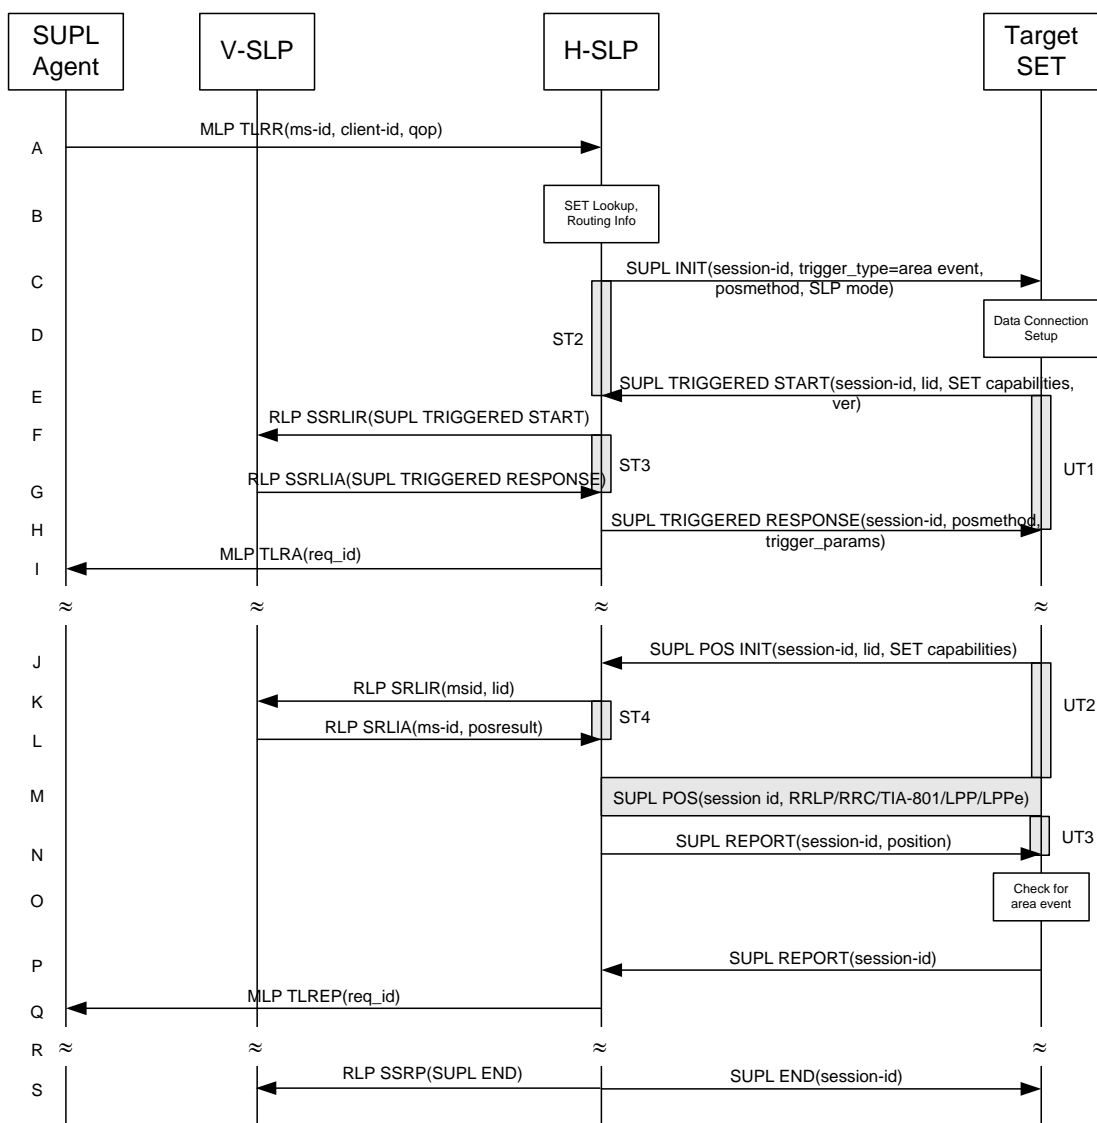 SUPL
Agent
V-SLP
H-SLP
Target
SET
A
MLP TLRR(ms-id, client-id, qop)
B
SET Lookup,
Routing Info
C
SUPL INIT(session-id, trigger_type=area event,
posmethod, SLP mode)
D
ST2
Data Connection
Setup
E
SUPL TRIGGERED START(session-id, lid, SET capabilities,
ver)
F
RLP SSRLIR(SUPL TRIGGERED START)
ST3
UT1
G
RLP SSRLIA(SUPL TRIGGERED RESPONSE)
H
SUPL TRIGGERED RESPONSE(session-id, posmethod,
trigger_params)
I
MLP TLRA(req_id)
≈ ≈ ≈ ≈
J
SUPL POS INIT(session-id, lid, SET capabilities)
K
RLP SRLIR(msid, lid)
ST4
UT2
L
RLP SRLIA(ms-id, posresult)
M
SUPL POS(session id, RRLP/RRC/TIA-801/LPP/LPPe)
N
SUPL REPORT(session-id, position)
UT3
O
Check for
area event
P
SUPL REPORT(session-id)
Q
MLP TLREP(req_id)
R ≈ ≈ ≈ ≈
S
RLP SSRP(SUPL END)
SUPL END(session-id)